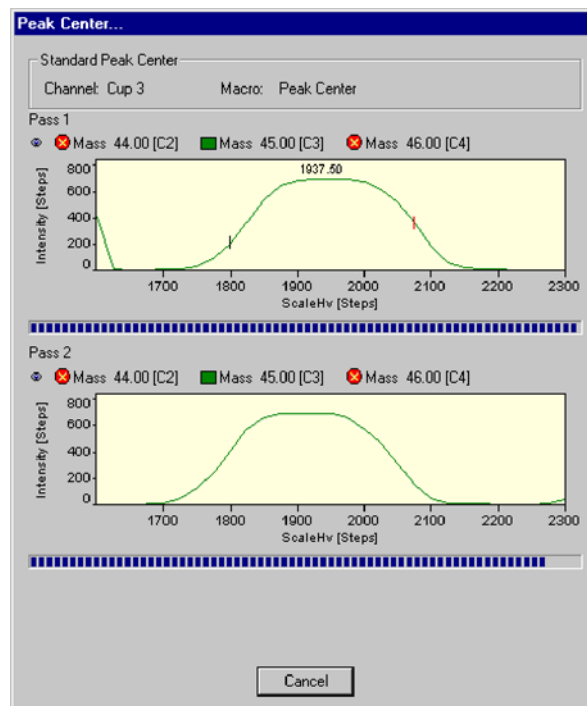 Peak Center...
Standard Peak Center
Channel: Cup 3 Macro: Peak Center
Pass 1
Mass 44.00 [C2] Mass 45.00 [C3] Mass 46.00 [C4]
1937.50
Intensity [Steps]
800
600
400
200
0
1700 1800 1900 2000 2100 2200 2300
ScaleHv [Steps]
Pass 2
Mass 44.00 [C2] Mass 45.00 [C3] Mass 46.00 [C4]
Intensity [Steps]
800
600
400
200
0
1700 1800 1900 2000 2100 2200 2300
ScaleHv [Steps]
Cancel